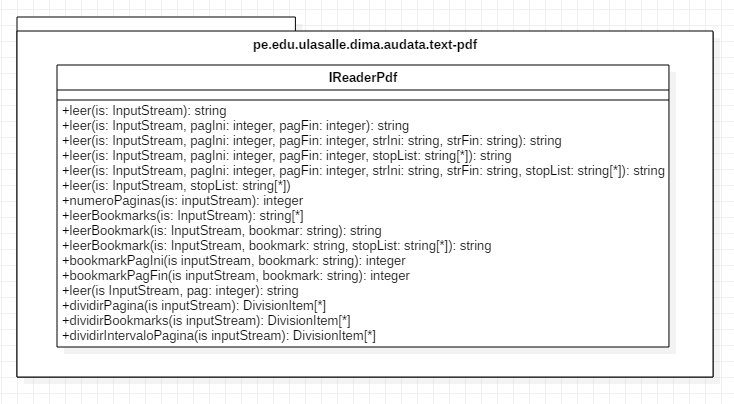 pe.edu.ulasalle.dima.audata.text-pdf
IReaderPdf
+leer(is: InputStream): string
+leer(is: InputStream, pagIni: integer, pagFin: integer): string
+leer(is: InputStream, pagIni: integer, pagFin: integer, strIni: string, strFin: string): string
+leer(is: InputStream, pagIni: integer, pagFin: integer, stopList: string[*]): string
+leer(is: InputStream, pagIni: integer, pagFin: integer, strIni: string, strFin: string, stopList: string[*]): string
+leer(is: InputStream, stopList: string[*])
+numeroPaginas(is: inputStream): integer
+leerBookmarks(is: InputStream): string[*]
+leerBookmark(is: InputStream, bookmar: string): string
+leerBookmark(is: InputStream, bookmark: string, stopList: string[*]): string
+bookmarkPagIni(is inputStream, bookmark: string): integer
+bookmarkPagFin(is inputStream, bookmark: string): integer
+leer(is InputStream, pag: integer): string
+dividirPagina(is inputStream): DivisionItem[*]
+dividirBookmarks(is inputStream): DivisionItem[*]
+dividirIntervaloPagina(is inputStream): DivisionItem[*]